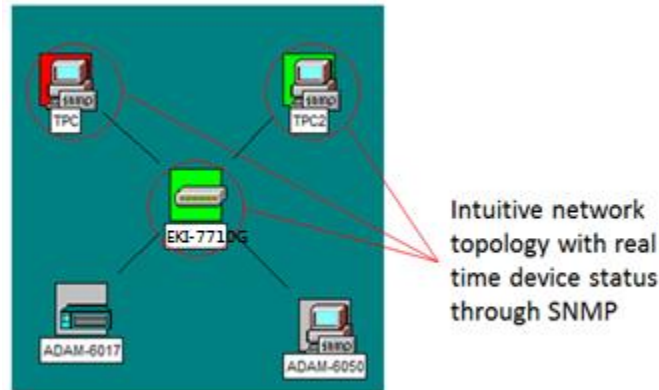 snmp
TPC
snmp
TPC2
EKI-7710G
Intuitive network
topology with real
time device status
through SNMP
ADAM-6017
snmp
ADAM-6050